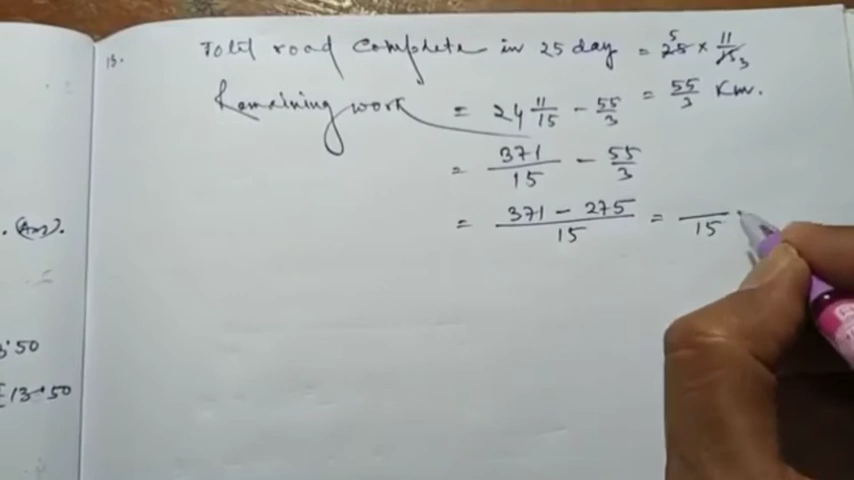 13. Totel road complete in 25 day = 25 5 × 11/15 3
= 55/3 Km.
Remaining work = 24 11/15 - 55/3
= 371/15 - 55/3
= 371 - 275/15 = /15
. (Ans).
3.50
13.50